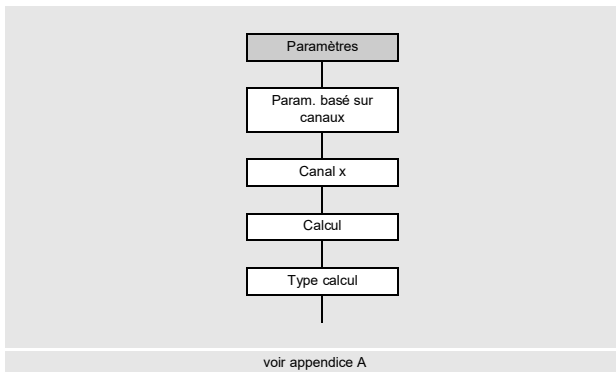 Paramètres
Param. basé sur
canaux
Canal x
Calcul
Type calcul
voir appendice A